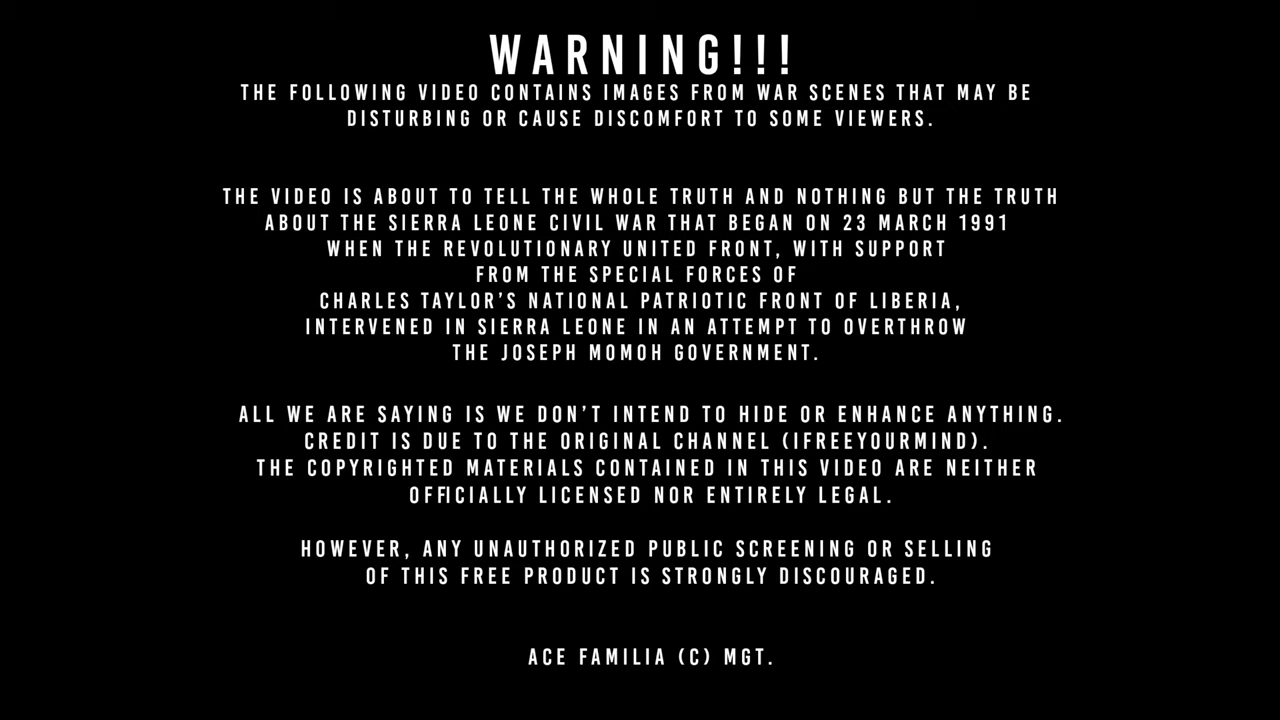 WARNING!!!
THE FOLLOWING VIDEO CONTAINS IMAGES FROM WAR SCENES THAT MAY BE
DISTURBING OR CAUSE DISCOMFORT TO SOME VIEWERS.
THE VIDEO IS ABOUT TO TELL THE WHOLE TRUTH AND NOTHING BUT THE TRUTH
ABOUT THE SIERRA LEONE CIVIL WAR THAT BEGAN ON 23 MARCH 1991
WHEN THE REVOLUTIONARY UNITED FRONT, WITH SUPPORT
FROM THE SPECIAL FORCES OF
CHARLES TAYLOR'S NATIONAL PATRIOTIC FRONT OF LIBERIA,
INTERVENED IN SIERRA LEONE IN AN ATTEMPT TO OVERTHROW
THE JOSEPH MOMOH GOVERNMENT.
ALL WE ARE SAYING IS WE DON'T INTEND TO HIDE OR ENHANCE ANYTHING.
CREDIT IS DUE TO THE ORIGINAL CHANNEL (IFREEYOURMIND).
THE COPYRIGHTED MATERIALS CONTAINED IN THIS VIDEO ARE NEITHER
OFFICIALLY LICENSED NOR ENTIRELY LEGAL.
HOWEVER, ANY UNAUTHORIZED PUBLIC SCREENING OR SELLING
OF THIS FREE PRODUCT IS STRONGLY DISCOURAGED.
ACE FAMILIA (C) MGT.